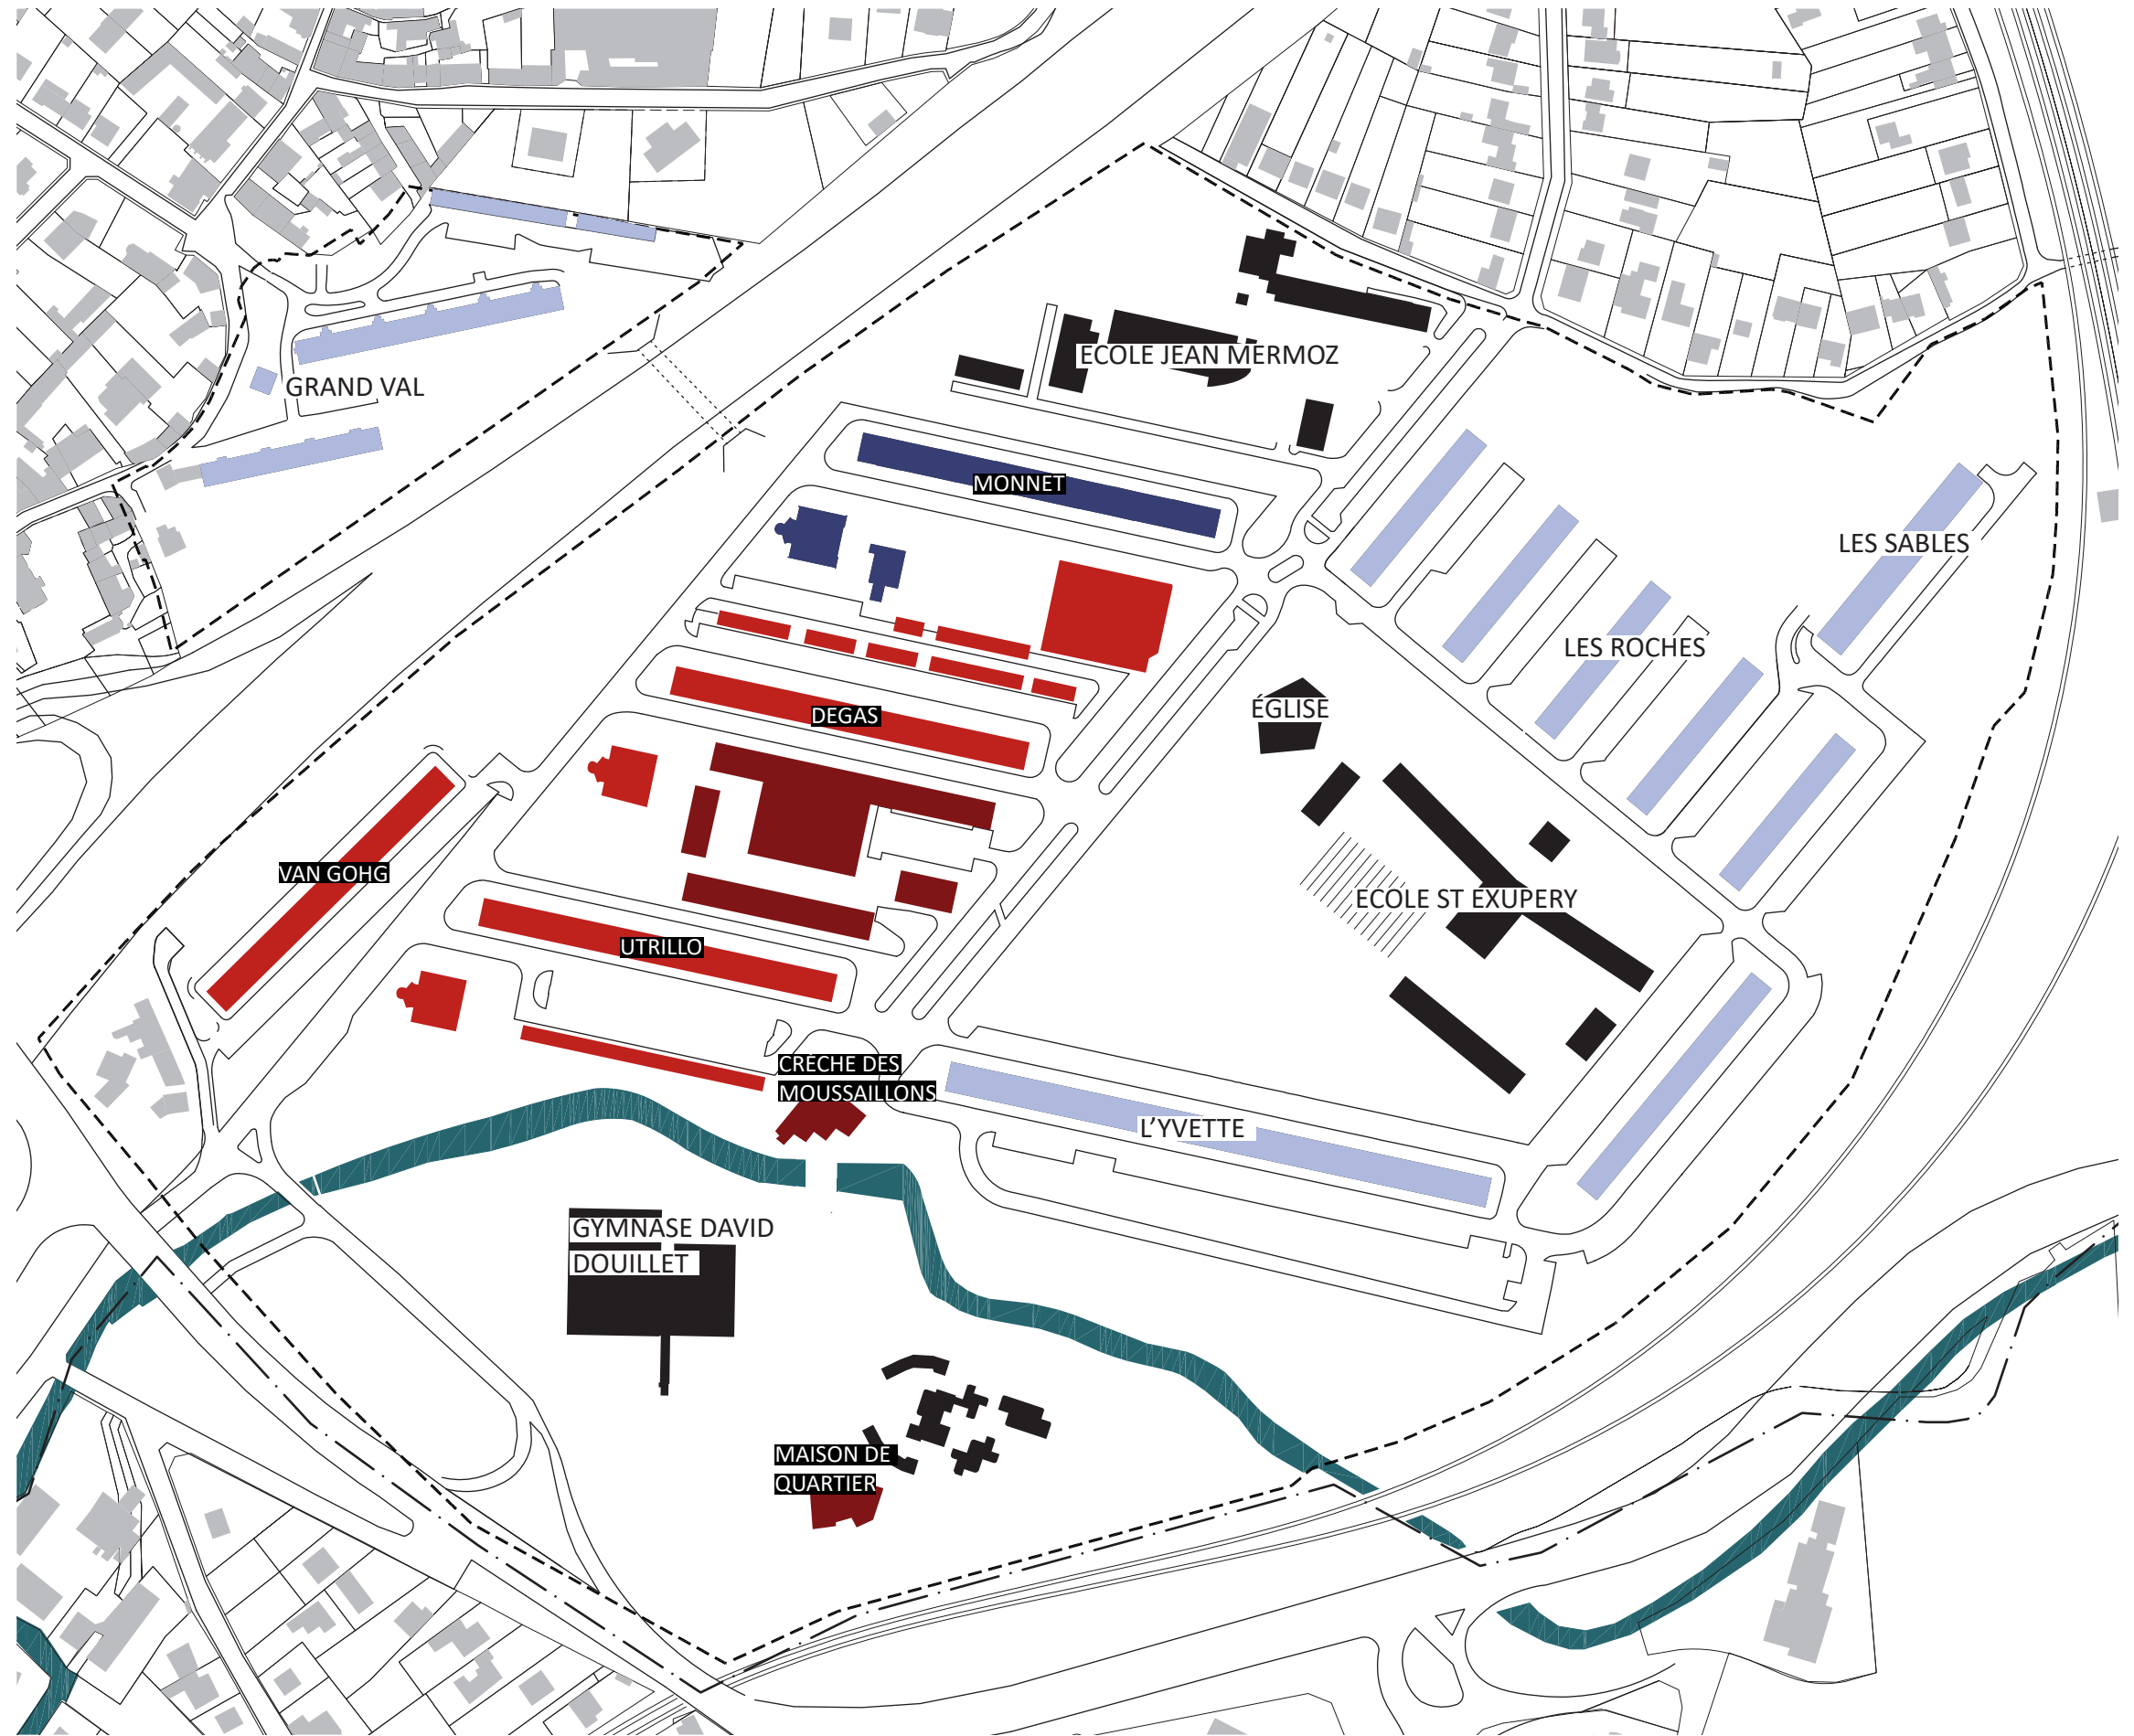 ECOLE JEAN MERMOZ
GRAND VAL
MONNET
LES SABLES
LES ROCHES
ÉGLISE
DEGAS
VAN GOHG
ECOLE ST EXUPERY
UTRILLO
CRÈCHE DES
MOUSSAILLONS
L'YVETTE
GYMNASE DAVID
DOUILLET
MAISON DE
QUARTIER